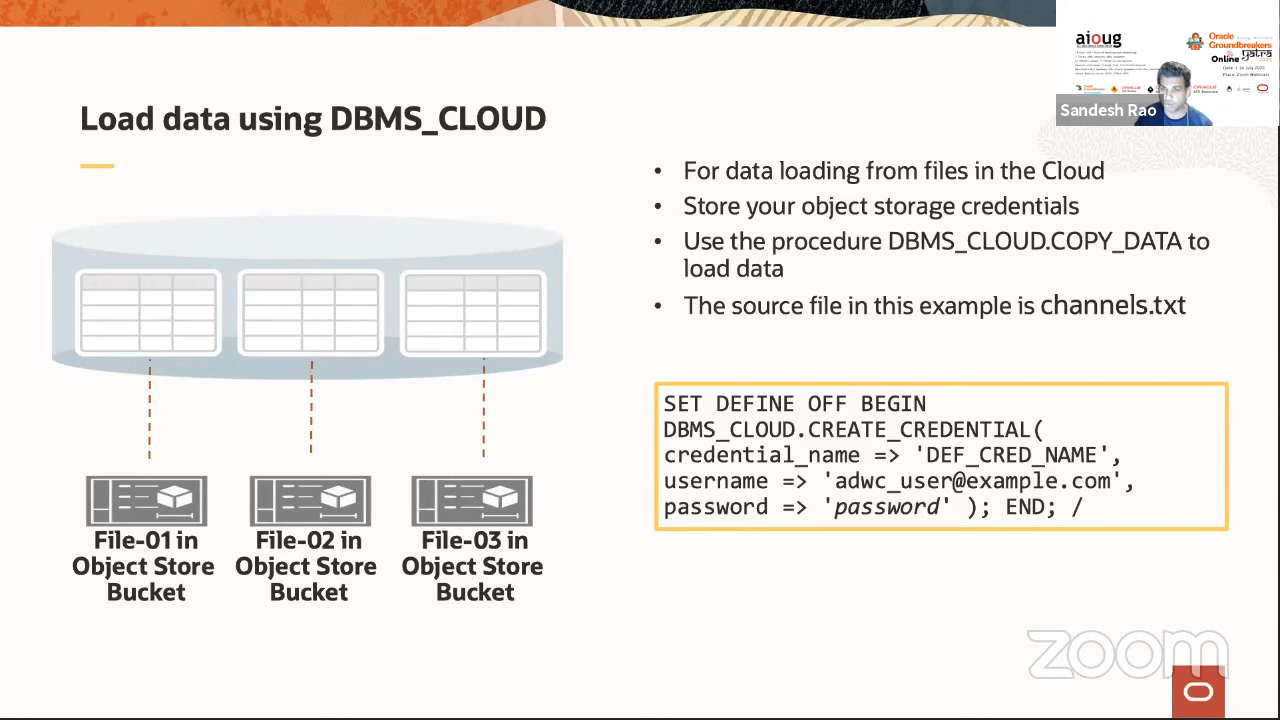 Load data using DBMS_CLOUD
• For data loading from files in the Cloud
• Store your object storage credentials
• Use the procedure DBMS_CLOUD.COPY_DATA to
load data
• The source file in this example is channels.txt
SET DEFINE OFF BEGIN
DBMS_CLOUD.CREATE_CREDENTIAL(
credential_name => 'DEF_CRED_NAME',
username => 'adwc_user@example.com',
password => 'password' ); END; /
File-01 in
Object Store
Bucket
File-02 in
Object Store
Bucket
File-03 in
Object Store
Bucket
aioug
Oracle
Groundbreakers
Online yatra
Sandesh Rao
zoom